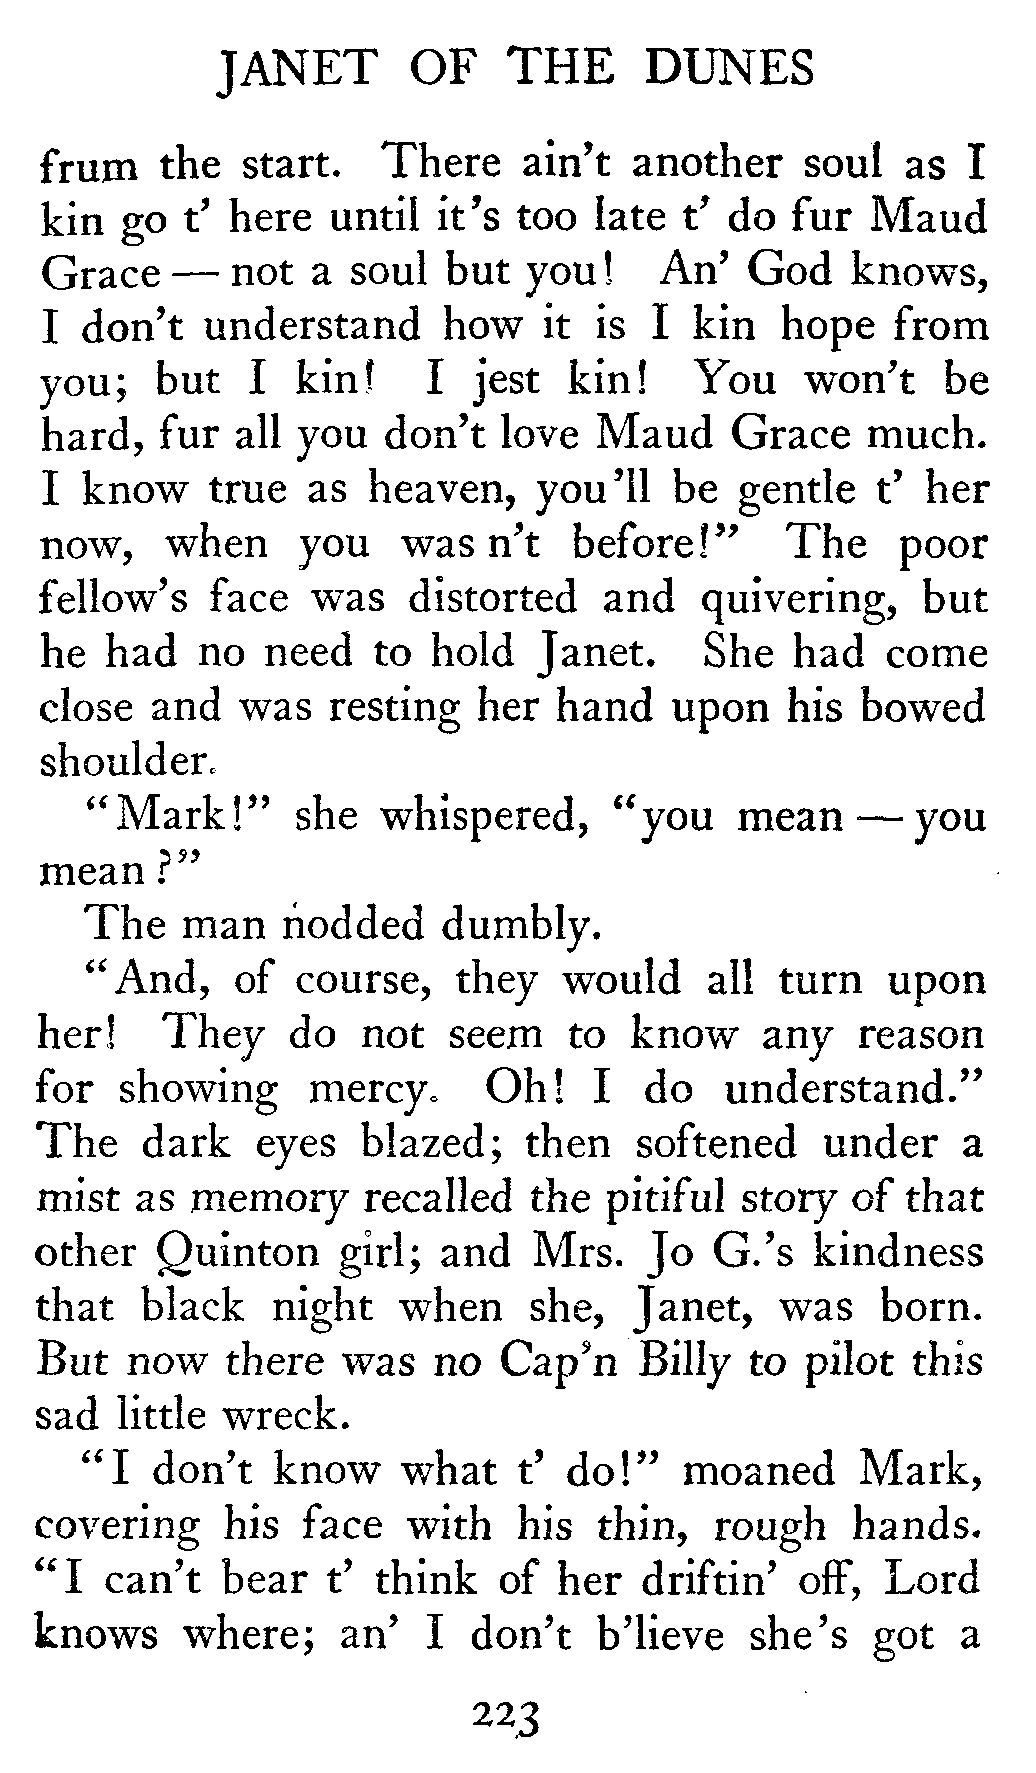 JANET OF THE DUNES
frum the start. There ain't another soul as I
kin go t' here until it's too late t' do fur Maud
Grace — not a soul but you! An' God knows,
I don't understand how it is I kin hope from
you; but I kin! I jest kin! You won't be
hard, fur all you don't love Maud Grace much.
I know true as heaven, you'll be gentle t' her
now, when you was n't before!" The poor
fellow's face was distorted and quivering, but
he had no need to hold Janet. She had come
close and was resting her hand upon his bowed
shoulder.
"Mark!" she whispered, "you mean — you
mean?"
The man nodded dumbly.
"And, of course, they would all turn upon
her! They do not seem to know any reason
for showing mercy. Oh! I do understand."
The dark eyes blazed; then softened under a
mist as memory recalled the pitiful story of that
other Quinton girl; and Mrs. Jo G.'s kindness
that black night when she, Janet, was born.
But now there was no Cap'n Billy to pilot this
sad little wreck.
"I don't know what t' do!" moaned Mark,
covering his face with his thin, rough hands.
"I can't bear t' think of her driftin' off, Lord
knows where; an' I don't b'lieve she's got a
223